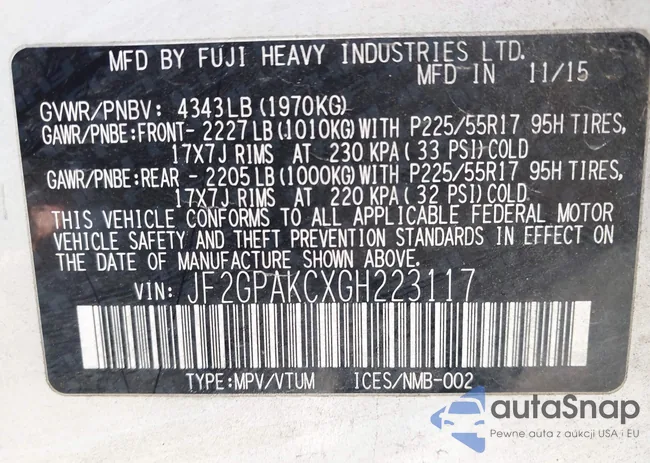 MFD BY FUJI HEAVY INDUSTRIES LTD.
MFD IN 11/15
GVWR/PNBV: 4343LB (1970KG)
GAWR/PNBE:FRONT- 2227LB (1010KG) WITH P225/55R17 95H TIRES,
17X7J RIMS AT 230 KPA( 33 PSI) COLD
GAWR/PNBE:REAR - 2205LB (1000KG) WITH P225/55R17 95H TIRES,
17X7J RIMS AT 220 KPA( 32 PSI) COLD
THIS VEHICLE CONFORMS TO ALL APPLICABLE FEDERAL MOTOR
VEHICLE SAFETY AND THEFT PREVENTION STANDARDS IN EFFECT ON
THE DATE OF MANUFACTURE SHOWN ABOVE.
VIN: JF2GPAKCXGH223117
TYPE:MPV/VTUM ICES/NMB-002
autaSnap
Pewne auta z aukcji USA i EU